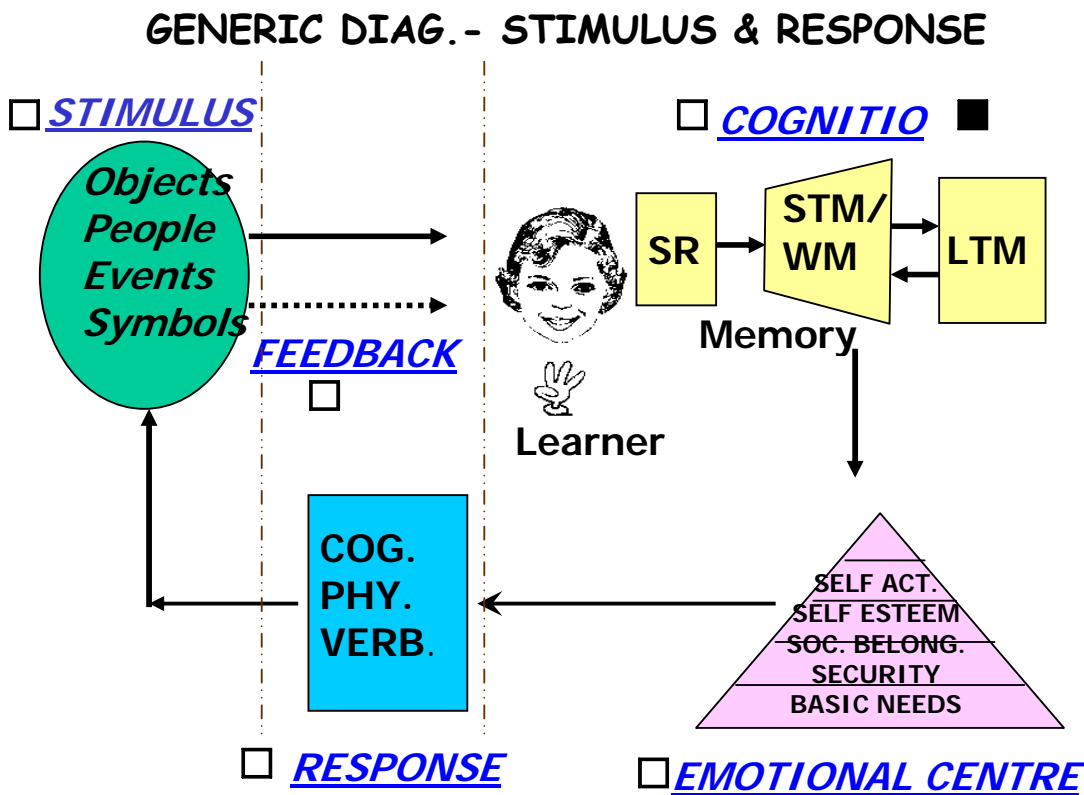 GENERIC DIAG.- STIMULUS & RESPONSE
STIMULUS
COGNITIO
Objects
People
Events
Symbols
SR
STM/
WM
LTM
Memory
FEEDBACK
Learner
COG.
PHY.
VERB.
SELF ACT.
SELF ESTEEM
SOC. BELONG.
SECURITY
BASIC NEEDS
RESPONSE
EMOTIONAL CENTRE